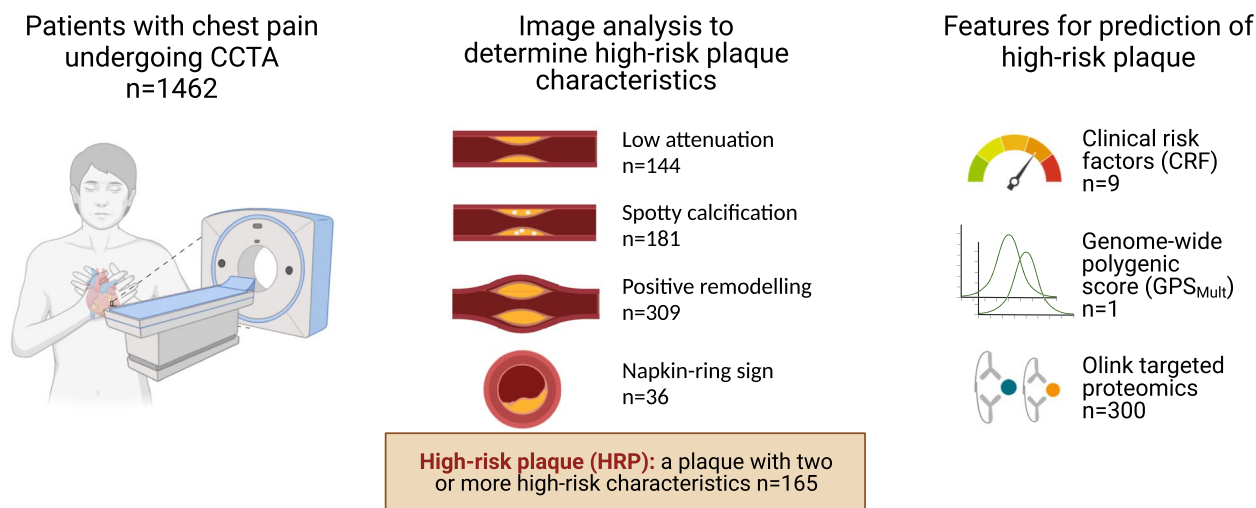 Patients with chest pain
undergoing CCTA
n=1462
Image analysis to
determine high-risk plaque
characteristics
Low attenuation
n=144
Spotty calcification
n=181
Positive remodelling
n=309
Napkin-ring sign
n=36
High-risk plaque (HRP): a plaque with two
or more high-risk characteristics n=165
Features for prediction of
high-risk plaque
Clinical risk
factors (CRF)
n=9
Genome-wide
polygenic
score (GPSMult)
n=1
Olink targeted
proteomics
n=300